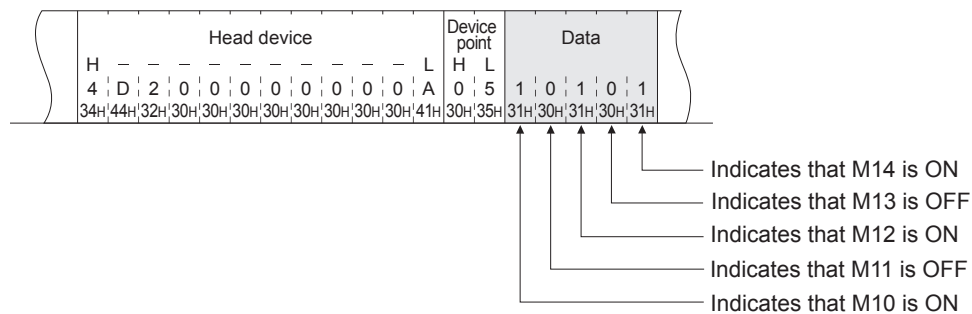 Head device
Device
point
Data
H – – – – – – – – – – L H L
4 D 2 0 0 0 0 0 0 0 0 A 0 5 1 0 1 0 1
34H 44H 32H 30H 30H 30H 30H 30H 30H 30H 30H 41H 30H 35H 31H 30H 31H 30H 31H
Indicates that M14 is ON
Indicates that M13 is OFF
Indicates that M12 is ON
Indicates that M11 is OFF
Indicates that M10 is ON